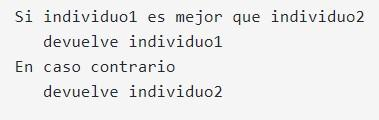 Si individuo1 es mejor que individuo2
devuelve individuo1
En caso contrario
devuelve individuo2